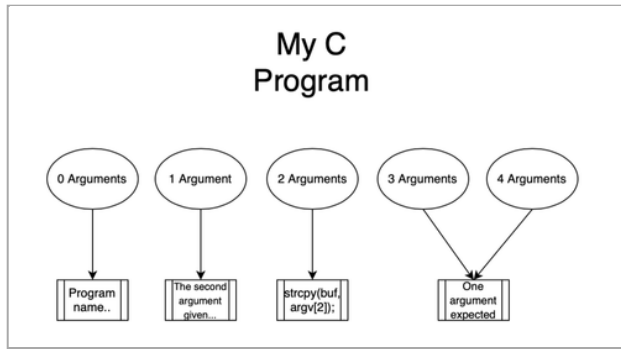 My C
Program
0 Arguments
1 Argument
2 Arguments
3 Arguments
4 Arguments
Program
name..
The second
argument
given...
strcpy(buf,
argv[2]);
One
argument
expected